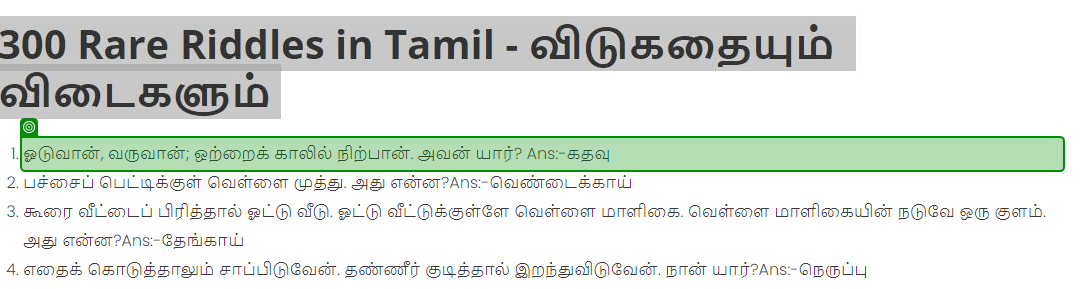 300 Rare Riddles in Tamil - விடுகதையும்
விடைகளும்
1. ஓடுவான், வருவான்; ஒற்றைக் காலில் நிற்பான். அவன் யார்? Ans:-கதவு
2. பச்சைப் பெட்டிக்குள் வெள்ளை முத்து. அது என்ன?Ans:-வெண்டைக்காய்
3. கூரை வீட்டைப் பிரித்தால் ஓட்டு வீடு. ஓட்டு வீட்டுக்குள்ளே வெள்ளை மாளிகை. வெள்ளை மாளிகையின் நடுவே ஒரு குளம்.
அது என்ன?Ans:-தேங்காய்
4. எதைக் கொடுத்தாலும் சாப்பிடுவேன். தண்ணீர் குடித்தால் இறந்துவிடுவேன். நான் யார்?Ans:-நெருப்பு